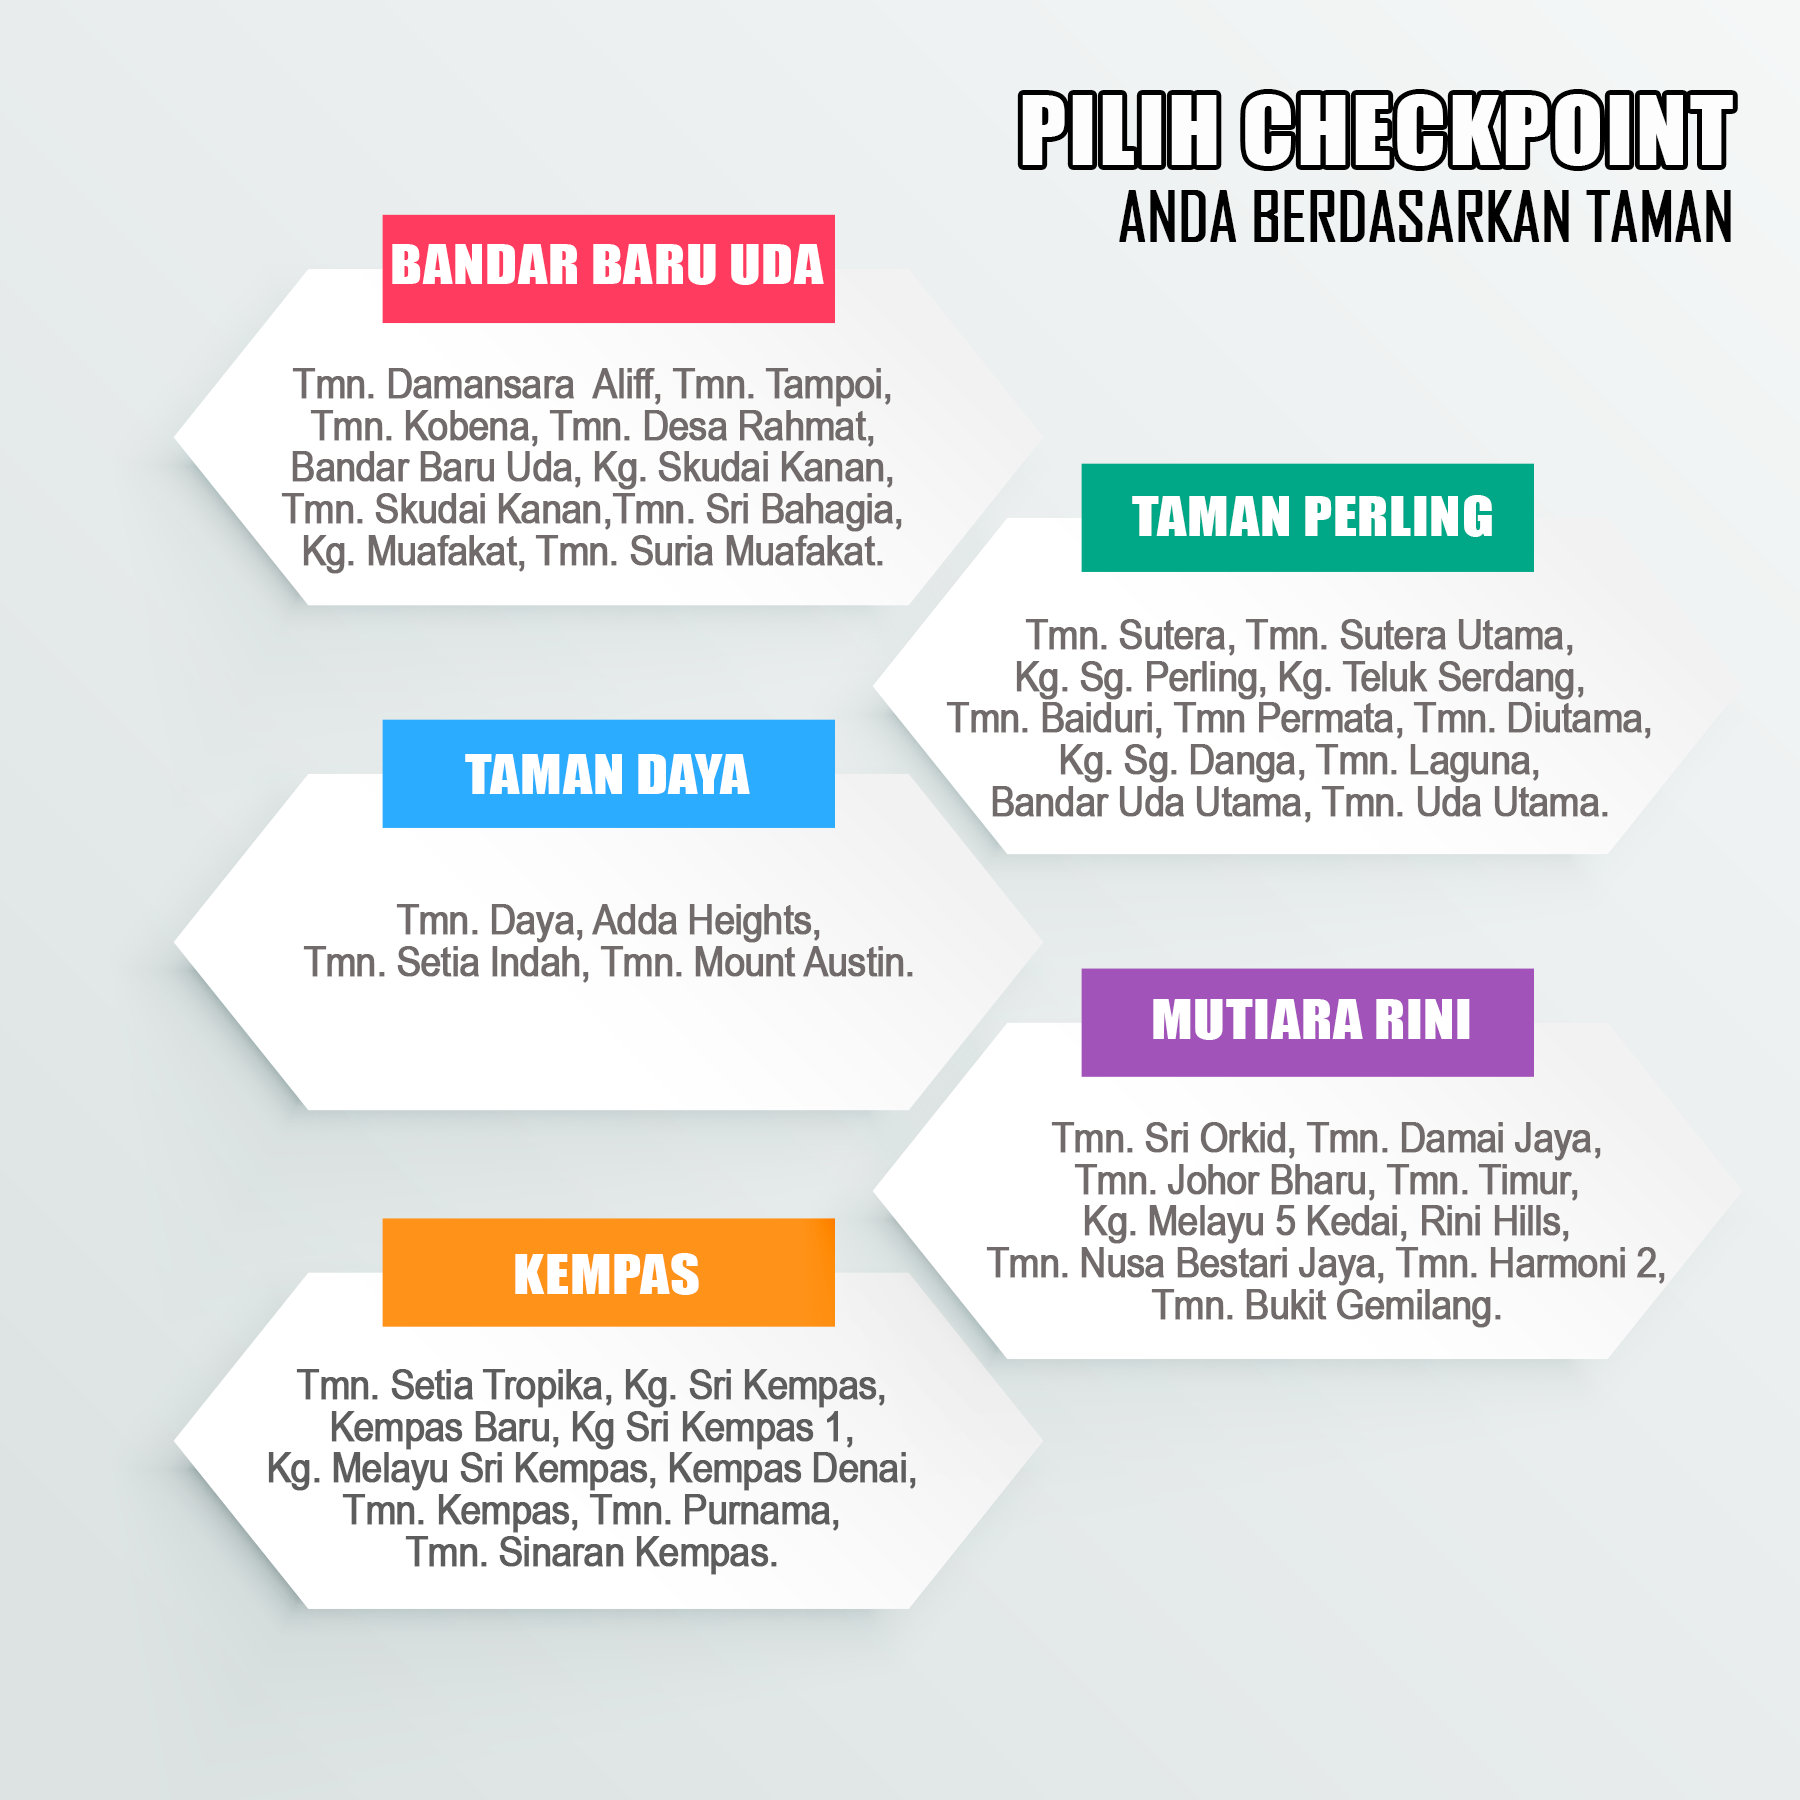 PILIH CHECKPOINT
ANDA BERDASARKAN TAMAN
BANDAR BARU UDA
Tmn. Damansara  Aliff, Tmn. Tampoi,
Tmn. Kobena, Tmn. Desa Rahmat,
Bandar Baru Uda, Kg. Skudai Kanan,
Tmn. Skudai Kanan,Tmn. Sri Bahagia,
Kg. Muafakat, Tmn. Suria Muafakat.
TAMAN PERLING
Tmn. Sutera, Tmn. Sutera Utama,
Kg. Sg. Perling, Kg. Teluk Serdang,
Tmn. Baiduri, Tmn Permata, Tmn. Diutama,
Kg. Sg. Danga, Tmn. Laguna,
Bandar Uda Utama, Tmn. Uda Utama.
TAMAN DAYA
Tmn. Daya, Adda Heights,
Tmn. Setia Indah, Tmn. Mount Austin.
MUTIARA RINI
Tmn. Sri Orkid, Tmn. Damai Jaya,
Tmn. Johor Bharu, Tmn. Timur,
Kg. Melayu 5 Kedai, Rini Hills,
Tmn. Nusa Bestari Jaya, Tmn. Harmoni 2,
Tmn. Bukit Gemilang.
KEMPAS
Tmn. Setia Tropika, Kg. Sri Kempas,
Kempas Baru, Kg Sri Kempas 1,
Kg. Melayu Sri Kempas, Kempas Denai,
Tmn. Kempas, Tmn. Purnama,
Tmn. Sinaran Kempas.